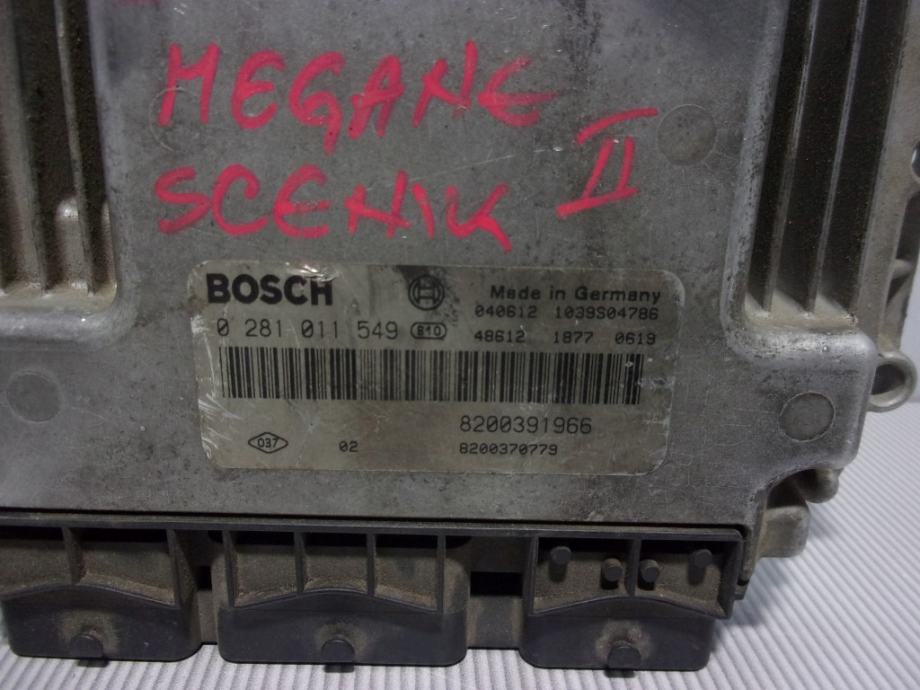 MEGANE
SCENIK II
BOSCH
Made in Germany
040612 1039S04786
0 281 011 549 B10
48612 1877 0619
8200391966
037 02 8200370779